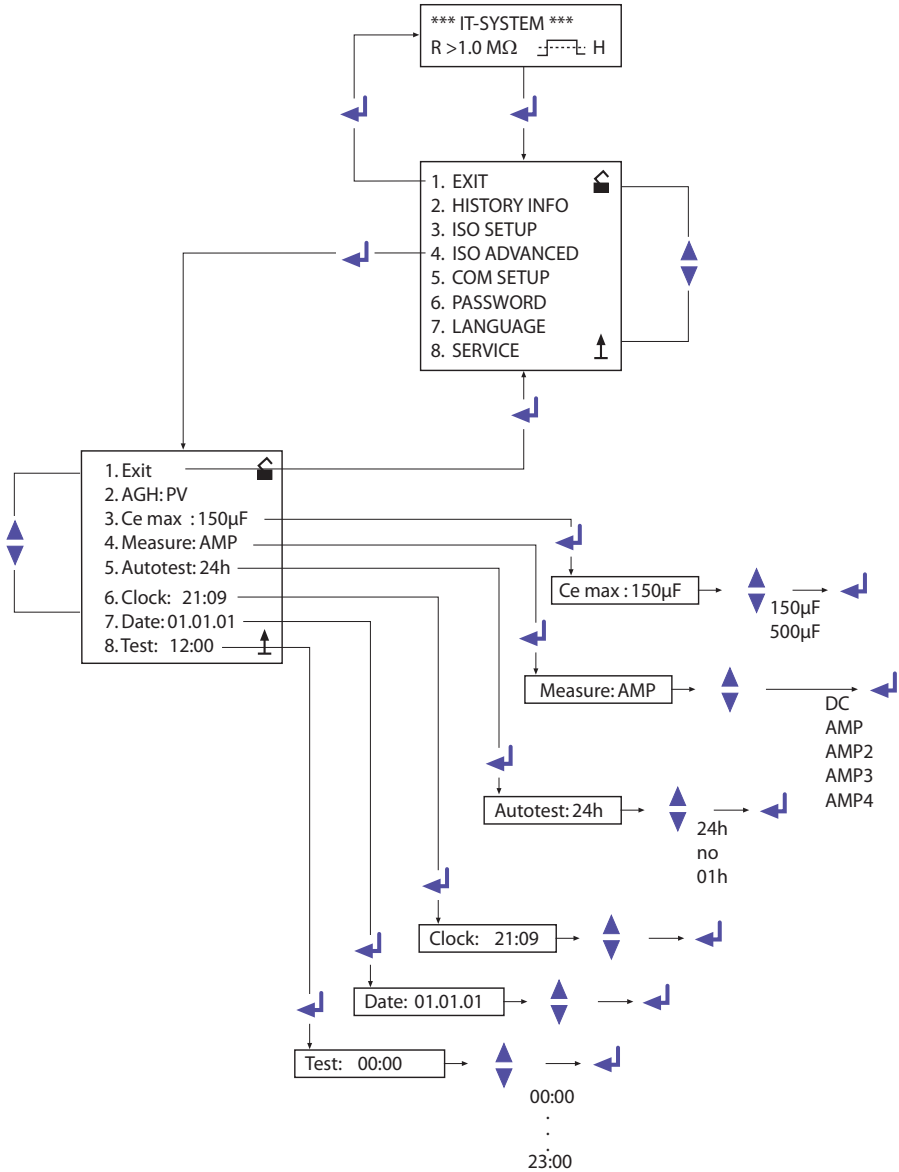 *** IT-SYSTEM ***
R >1.0 MΩ H
1. EXIT
2. HISTORY INFO
3. ISO SETUP
4. ISO ADVANCED
5. COM SETUP
6. PASSWORD
7. LANGUAGE
8. SERVICE
1. Exit
2. AGH: PV
3. Ce max : 150µF
4. Measure: AMP
5. Autotest: 24h
6. Clock: 21:09
7. Date: 01.01.01
8. Test: 12:00
Ce max : 150µF
150µF
500µF
Measure: AMP
DC
AMP
AMP2
AMP3
AMP4
Autotest: 24h
24h
no
01h
Clock: 21:09
Date: 01.01.01
Test: 00:00
00:00
.
.
23:00